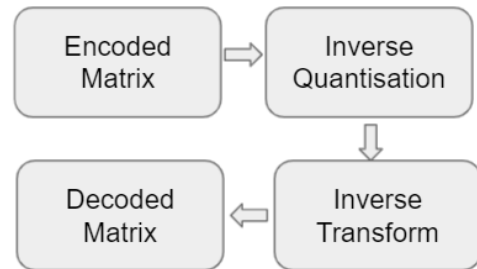 Encoded
Matrix
Inverse
Quantisation
Inverse
Transform
Decoded
Matrix